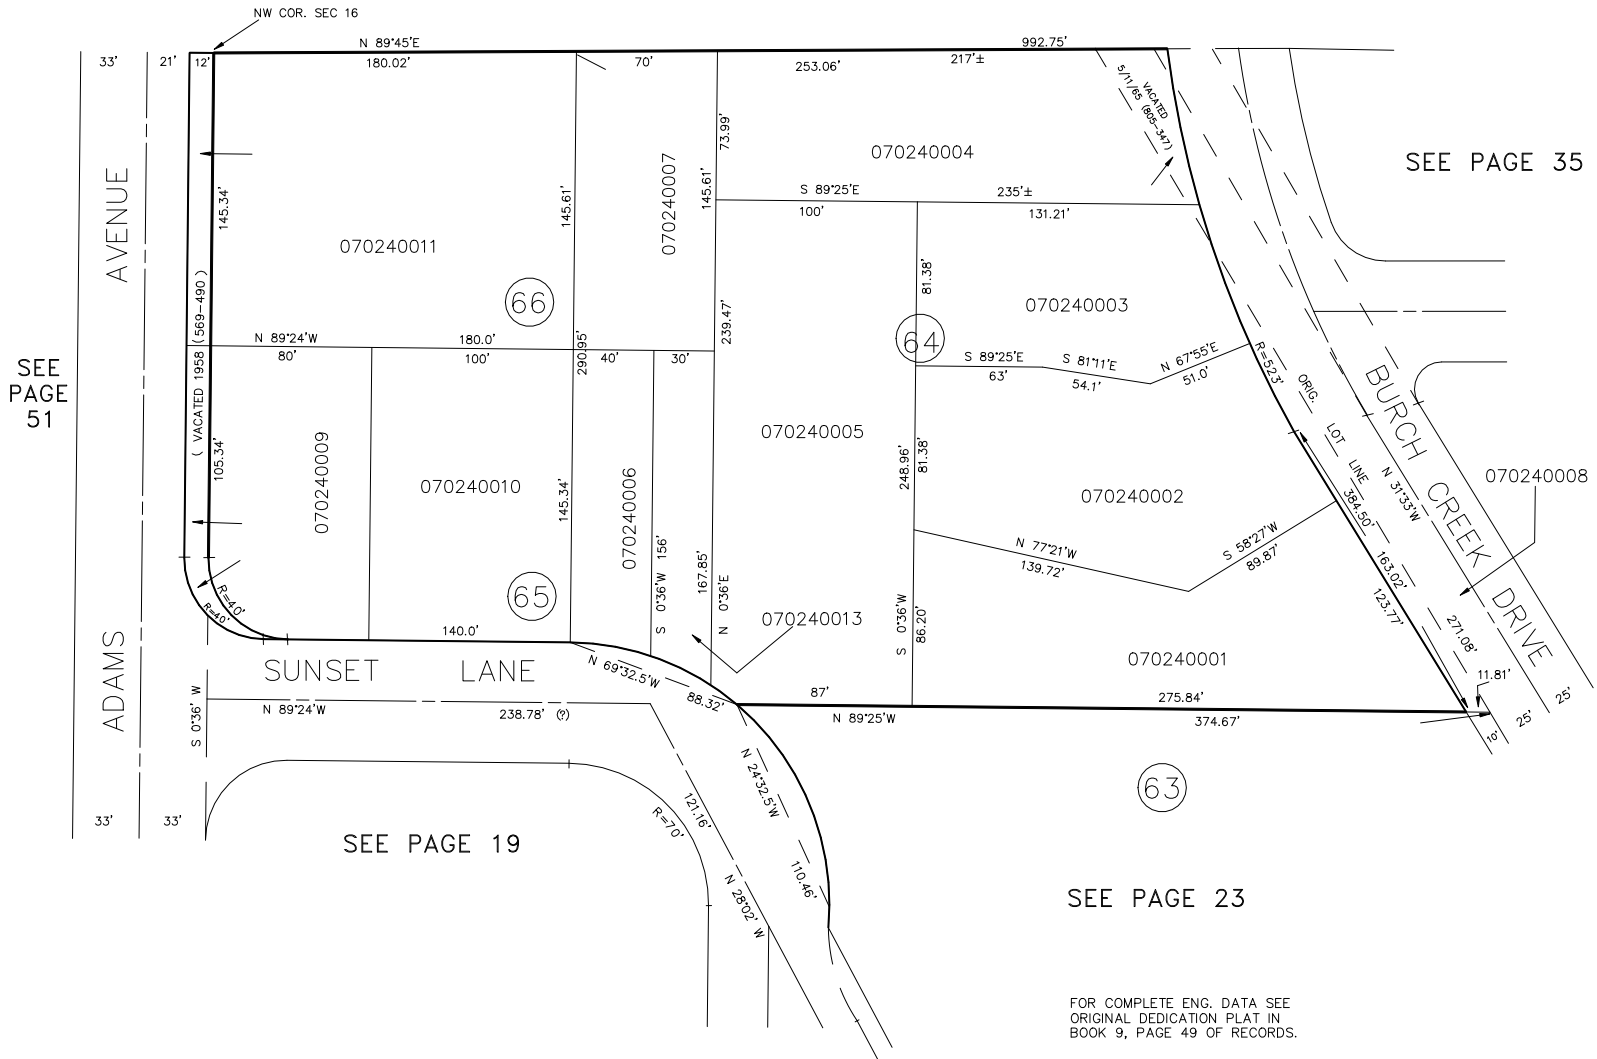 NW COR. SEC 16
N 89°45'E
992.75'
33'
21'
12'
180.02'
70'
253.06'
217'±
VACATED
5/11/65 (805-347)
73.99'
070240004
SEE PAGE 35
AVENUE
145.34'
145.61'
070240007
145.61'
S 89°25'E
235'±
100'
131.21'
070240011
66
81.38'
070240003
239.47'
64
( VACATED 1958 (569-490)
N 89°24'W
180.0'
80'
100'
290.95'
40'
30'
S 89°25'E
S 81°11'E
N 67°55'E
63'
54.1'
51.0'
R=523'
SEE
PAGE
51
ORIG. LOT LINE
384.50'
BURCH CREEK DRIVE
105.34'
070240009
070240010
145.34'
070240006
070240005
248.96'
81.38'
070240002
N 31°33'W
070240008
S 0°36'W 156'
167.85'
N 0°36'E
N 77°21'W
139.72'
S 58°27'W
89.87'
163.02'
123.77'
271.08'
R=40'
R=40'
65
070240013
S 0°36'W
86.20'
070240001
140.0'
ADAMS
SUNSET LANE
N 69°32.5'W
88.32'
87'
275.84'
11.81'
S 0°36' W
N 89°24'W
238.78' (?)
N 89°25'W
374.67'
10'
25'
25'
63
N 24°32.5'W
110.46'
121.16'
R=70'
N 28°02' W
33'
33'
SEE PAGE 19
SEE PAGE 23
FOR COMPLETE ENG. DATA SEE
ORIGINAL DEDICATION PLAT IN
BOOK 9, PAGE 49 OF RECORDS.